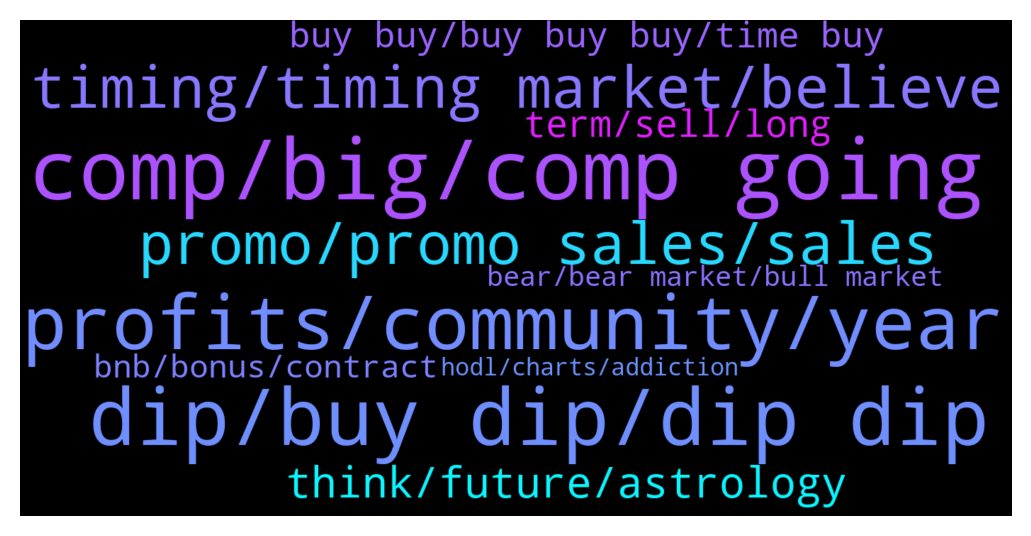 buy buy/buy buy buy/time buy
timing/timing market/believe
term/sell/long
comp/big/comp going
promo/promo sales/sales
bear/bear market/bull market
profits/community/year
bnb/bonus/contract
hodl/charts/addiction
dip/buy dip/dip dip
think/future/astrology